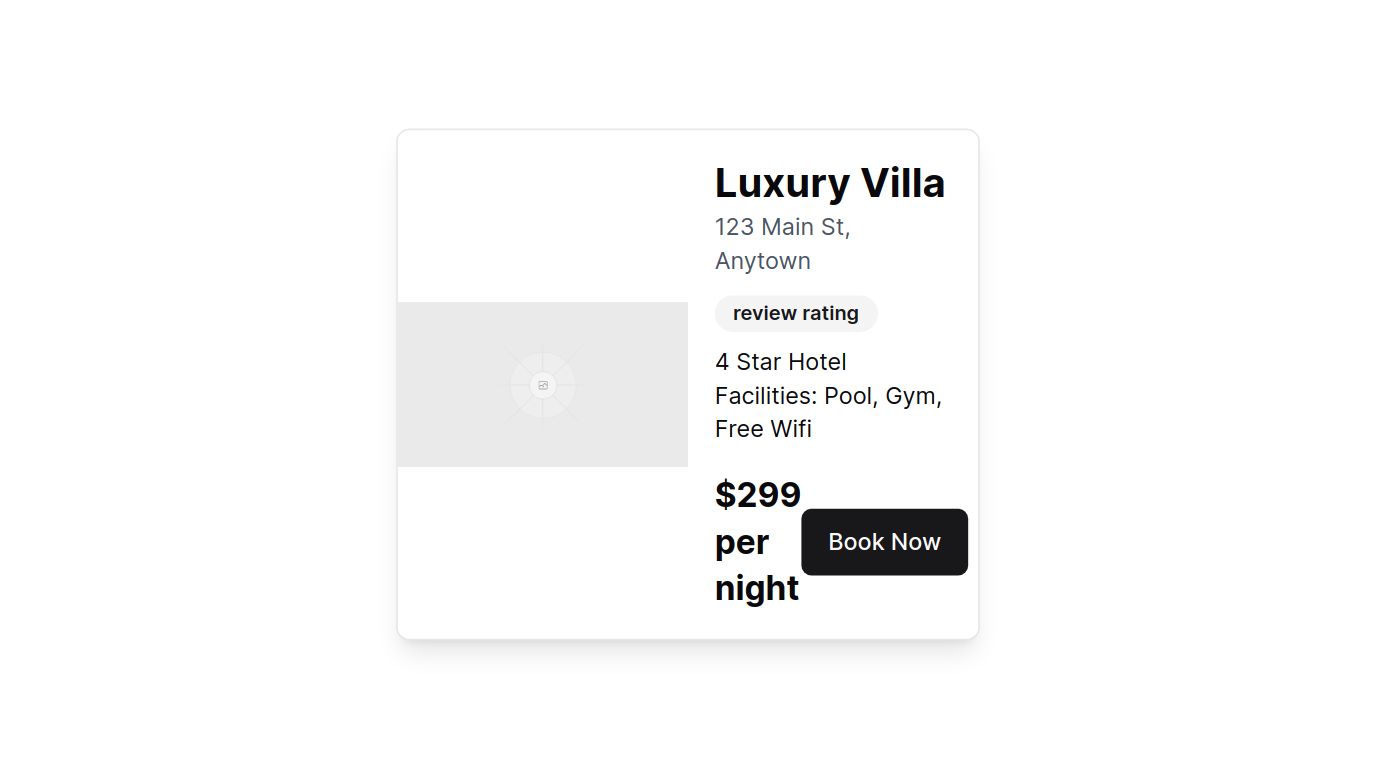 Luxury Villa
123 Main St,
Anytown
review rating
4 Star Hotel
Facilities: Pool, Gym,
Free Wifi
$299
per
night
Book Now